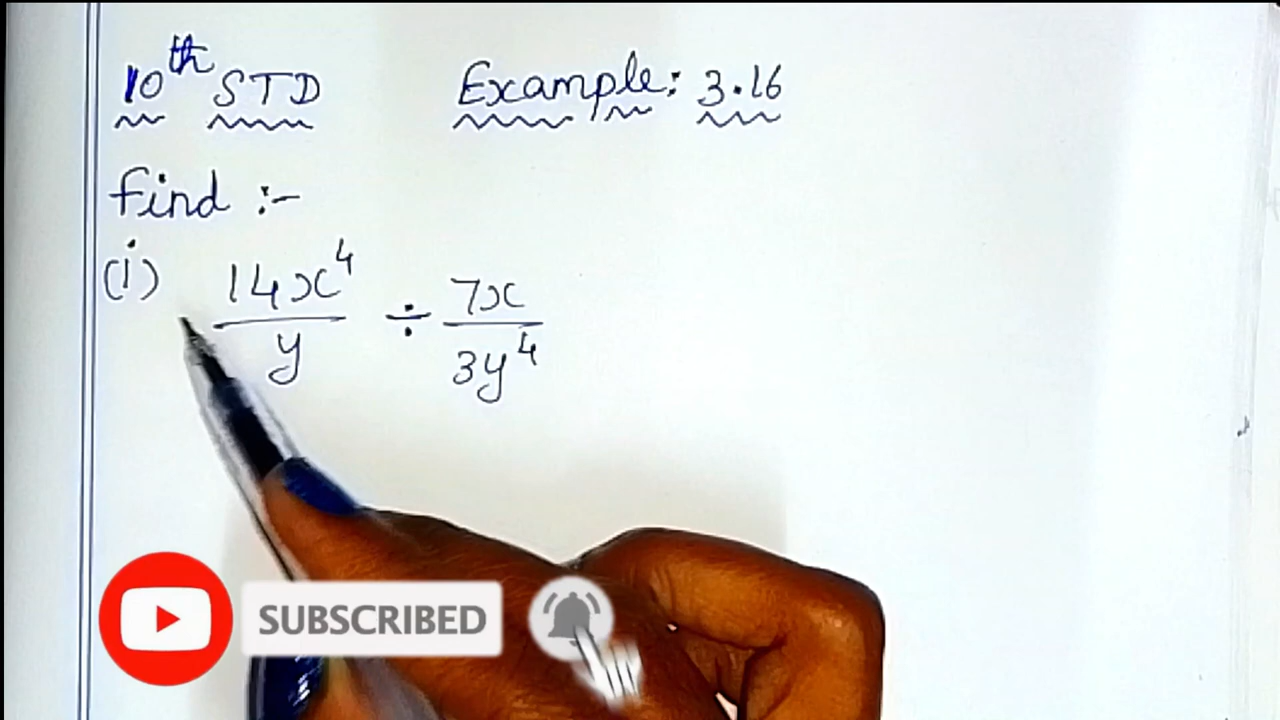 10th STD Example: 3.16
Find :-
(i) 14x⁴/y ÷ 7x/3y⁴
SUBSCRIBED